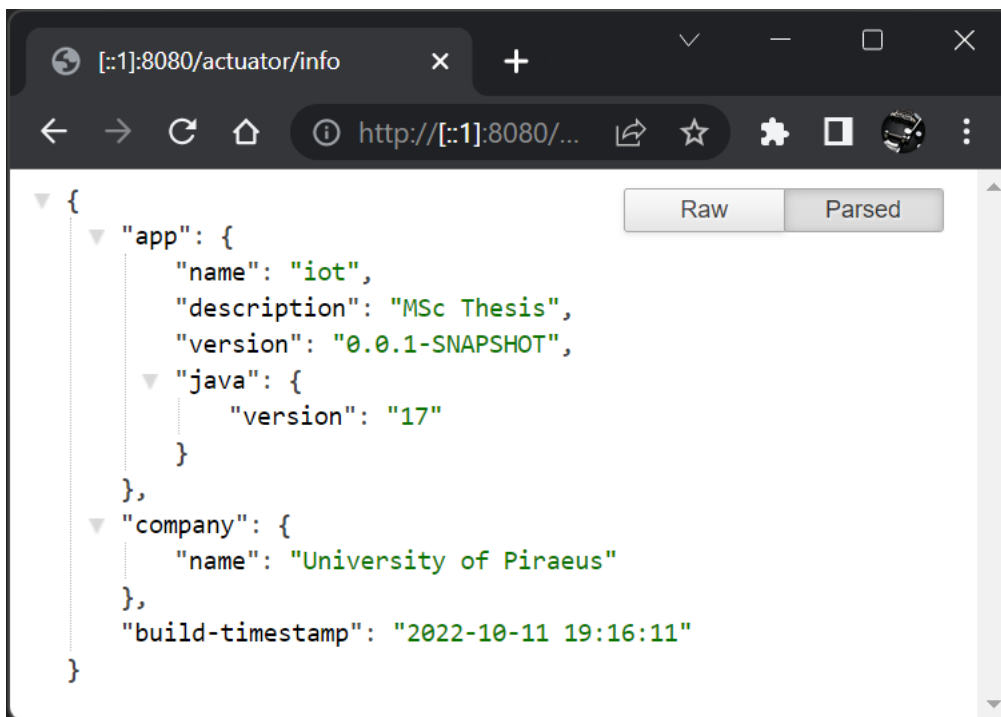 [::1]:8080/actuator/info
http://[::1]:8080/...
Raw Parsed
{
"app": {
"name": "iot",
"description": "MSc Thesis",
"version": "0.0.1-SNAPSHOT",
"java": {
"version": "17"
}
},
"company": {
"name": "University of Piraeus"
},
"build-timestamp": "2022-10-11 19:16:11"
}